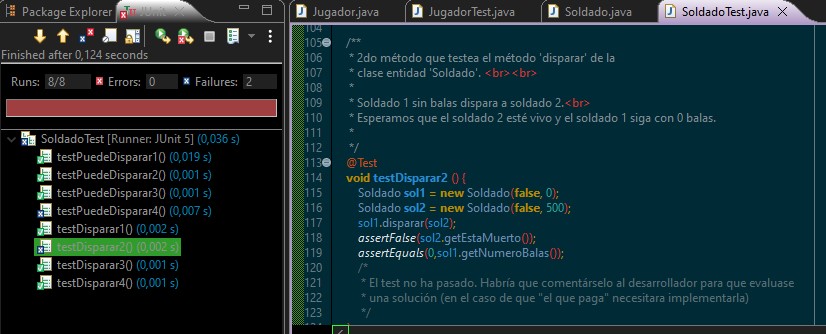 Package Explorer
JUnit
Finished after 0,124 seconds
Runs: 8/8 Errors: 0 Failures: 2
SoldadoTest [Runner: JUnit 5] (0,036 s)
testPuedeDisparar1() (0,019 s)
testPuedeDisparar2() (0,001 s)
testPuedeDisparar3() (0,001 s)
testPuedeDisparar4() (0,007 s)
testDisparar1() (0,002 s)
testDisparar2() (0,002 s)
testDisparar3() (0,001 s)
testDisparar4() (0,001 s)
Jugador.java JugadorTest.java Soldado.java SoldadoTest.java
104
105 /**
106 * 2do método que testea el método 'disparar' de la
107 * clase entidad 'Soldado'. <br><br>
108 *
109 * Soldado 1 sin balas dispara a soldado 2.<br>
110 * Esperamos que el soldado 2 esté vivo y el soldado 1 siga con 0 balas.
111 *
112 */
113 @Test
114 void testDisparar2 () {
115 Soldado sol1 = new Soldado(false, 0);
116 Soldado sol2 = new Soldado(false, 500);
117 sol1.disparar(sol2);
118 assertFalse(sol2.getEstaMuerto());
119 assertEquals(0,sol1.getNumeroBalas());
120 /*
121 * El test no ha pasado. Habría que comentárselo al desarrollador para que evaluase
122 * una solución (en el caso de que "el que paga" necesitara implementarla)
123 */